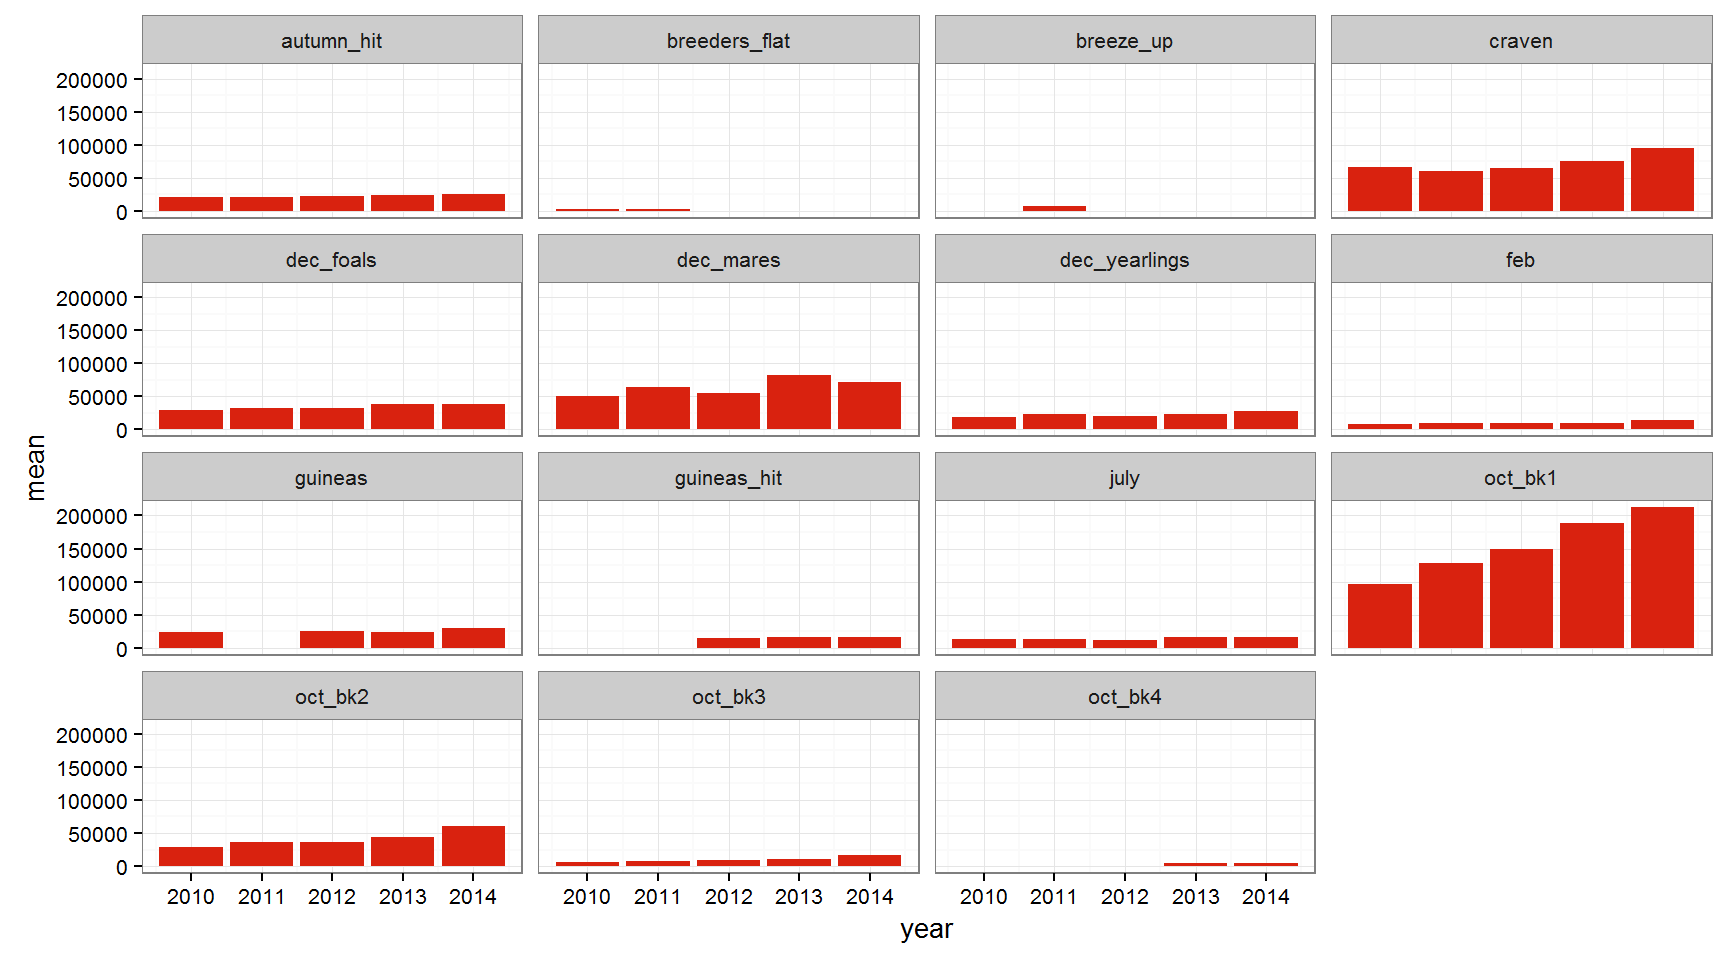 autumn_hit breeders_flat breeze_up craven
200000
150000
100000
50000
0
dec_foals dec_mares dec_yearlings feb
200000
150000
100000
50000
0
mean
guineas guineas_hit july oct_bk1
200000
150000
100000
50000
0
oct_bk2 oct_bk3 oct_bk4
200000
150000
100000
50000
0
2010 2011 2012 2013 2014 2010 2011 2012 2013 2014 2010 2011 2012 2013 2014
year